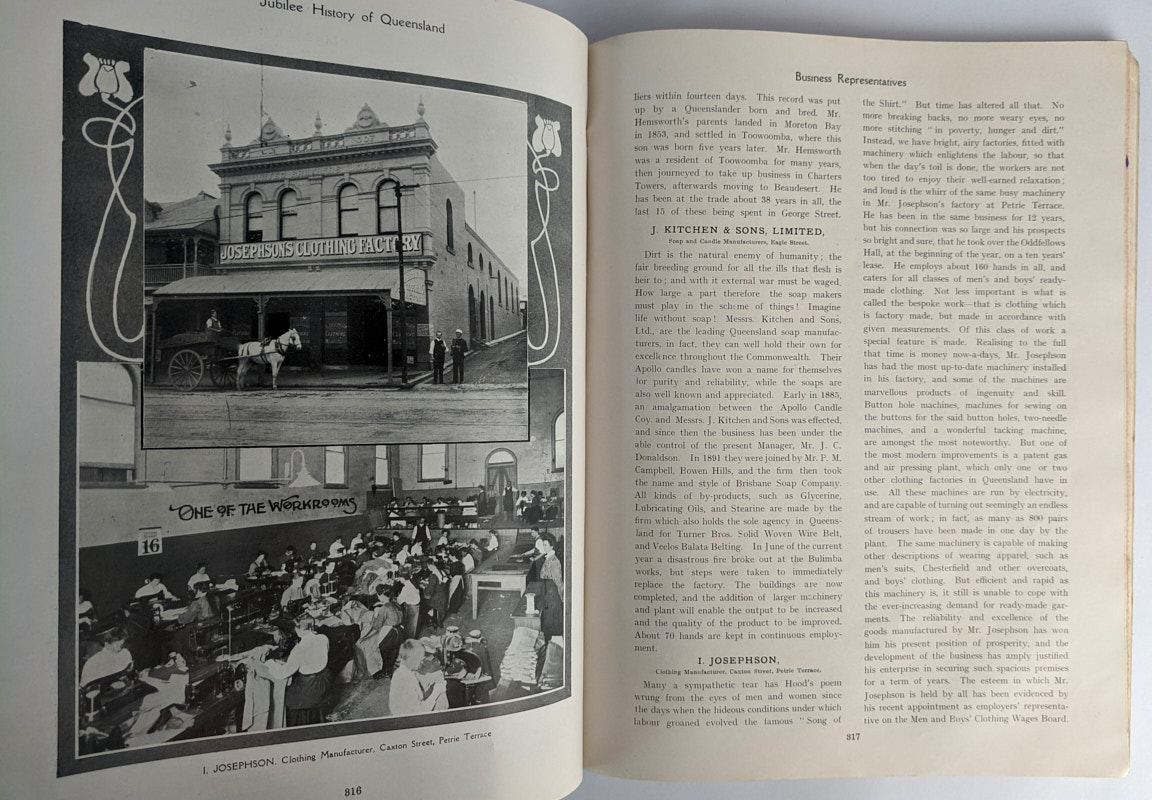 Jubilee History of Queensland
JOSEPHSONS CLOTHING FACTORY
ONE OF THE WORKROOMS
16
I. JOSEPHSON, Clothing Manufacturer, Caxton Street, Petrie Terrace
316
Business Representatives
liers within fourteen days. This record was put
up by a Queenslander born and bred. Mr.
Hemsworth's parents landed in Moreton Bay
in 1853, and settled in Toowoomba, where this
son was born five years later. Mr. Hemsworth
was a resident of Toowoomba for many years,
then journeyed to take up business in Charters
Towers, afterwards moving to Beaudesert. He
has been at the trade about 38 years in all, the
last 15 of these being spent in George Street.
J. KITCHEN & SONS, LIMITED,
Soap and Candle Manufacturers, Eagle Street.
Dirt is the natural enemy of humanity; the
fair breeding ground for all the ills that flesh is
heir to; and with it external war must be waged.
How large a part therefore the soap makers
must play in the scheme of things! Imagine
life without soap! Messrs. Kitchen and Sons,
Ltd., are the leading Queensland soap manufac-
turers, in fact, they can well hold their own for
excellence throughout the Commonwealth. Their
Apollo candles have won a name for themselves
for purity and reliability, while the soaps are
also well known and appreciated. Early in 1885,
an amalgamation between the Apollo Candle
Coy. and Messrs. J. Kitchen and Sons was effected,
and since then the business has been under the
able control of the present Manager, Mr. J. C.
Donaldson. In 1891 they were joined by Mr. P. M.
Campbell, Bowen Hills, and the firm then took
the name and style of Brisbane Soap Company.
All kinds of by-products, such as Glycerine,
Lubricating Oils, and Stearine are made by the
firm which also holds the sole agency in Queens-
land for Turner Bros. Solid Woven Wire Belt,
and Veelos Balata Belting. In June of the current
year a disastrous fire broke out at the Bulimba
works, but steps were taken to immediately
replace the factory. The buildings are now
completed, and the addition of larger machinery
and plant will enable the output to be increased
and the quality of the product to be improved.
About 70 hands are kept in continuous employ-
ment.
I. JOSEPHSON,
Clothing Manufacturer, Caxton Street, Petrie Terrace.
Many a sympathetic tear has Hood's poem
wrung from the eyes of men and women since
the days when the hideous conditions under which
labour groaned evolved the famous "Song of
the Shirt." But time has altered all that. No
more breaking backs, no more weary eyes, no
more stitching "in poverty, hunger and dirt."
Instead, we have bright, airy factories, fitted with
machinery which enlightens the labour, so that
when the day's toil is done, the workers are not
too tired to enjoy their well-earned relaxation;
and loud is the whirr of the same busy machinery
in Mr. Josephson's factory at Petrie Terrace.
He has been in the same business for 12 years,
but his connection was so large and his prospects
so bright and sure, that he took over the Oddfellows
Hall, at the beginning of the year, on a ten years'
lease. He employs about 160 hands in all, and
caters for all classes of men's and boys' ready-
made clothing. Not less important is what is
called the bespoke work—that is clothing which
is factory made, but made in accordance with
given measurements. Of this class of work a
special feature is made. Realising to the full
that time is money now-a-days, Mr. Josephson
has had the most up-to-date machinery installed
in his factory, and some of the machines are
marvellous products of ingenuity and skill.
Button hole machines, machines for sewing on
the buttons for the said button holes, two-needle
machines, and a wonderful tacking machine,
are amongst the most noteworthy. But one of
the most modern improvements is a patent gas
and air pressing plant, which only one or two
other clothing factories in Queensland have in
use. All these machines are run by electricity,
and are capable of turning out seemingly an endless
stream of work; in fact, as many as 800 pairs
of trousers have been made in one day by the
plant. The same machinery is capable of making
other descriptions of wearing apparel, such as
men's suits, Chesterfield and other overcoats,
and boys' clothing. But efficient and rapid as
this machinery is, it still is unable to cope with
the ever-increasing demand for ready-made gar-
ments. The reliability and excellence of the
goods manufactured by Mr. Josephson has won
him his present position of prosperity, and the
development of the business has amply justified
his enterprise in securing such spacious premises
for a term of years. The esteem in which Mr.
Josephson is held by all has been evidenced by
his recent appointment as employers' representa-
tive on the Men and Boys' Clothing Wages Board.
317